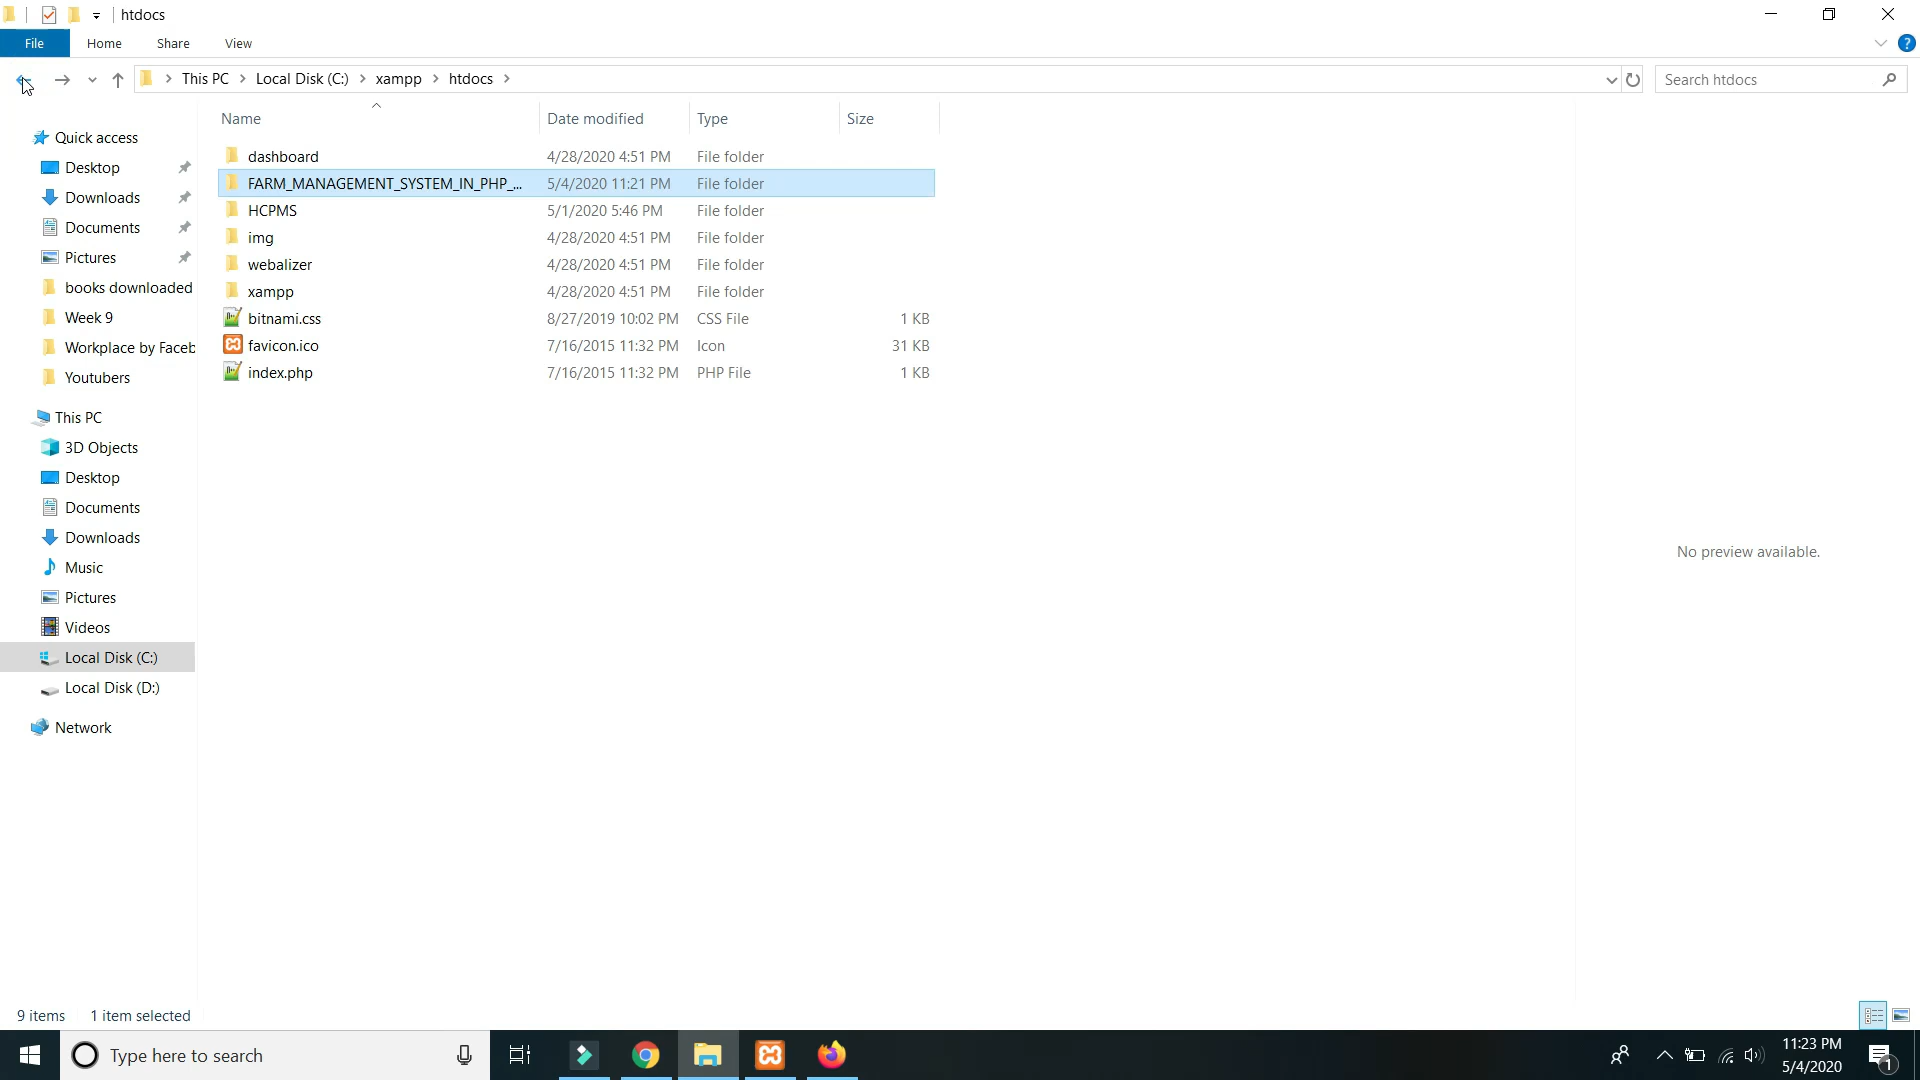 htdocs
File Home Share View
This PC Local Disk (C:) xampp htdocs
Search htdocs
Name Date modified Type Size
Quick access
Desktop
Downloads
Documents
Pictures
books downloaded
Week 9
Workplace by Faceb
Youtubers
This PC
3D Objects
Desktop
Documents
Downloads
Music
Pictures
Videos
Local Disk (C:)
Local Disk (D:)
Network
dashboard 4/28/2020 4:51 PM File folder
FARM_MANAGEMENT_SYSTEM_IN_PHP_... 5/4/2020 11:21 PM File folder
HCPMS 5/1/2020 5:46 PM File folder
img 4/28/2020 4:51 PM File folder
webalizer 4/28/2020 4:51 PM File folder
xampp 4/28/2020 4:51 PM File folder
bitnami.css 8/27/2019 10:02 PM CSS File 1 KB
favicon.ico 7/16/2015 11:32 PM Icon 31 KB
index.php 7/16/2015 11:32 PM PHP File 1 KB
No preview available.
9 items 1 item selected
Type here to search
11:23 PM
5/4/2020
1